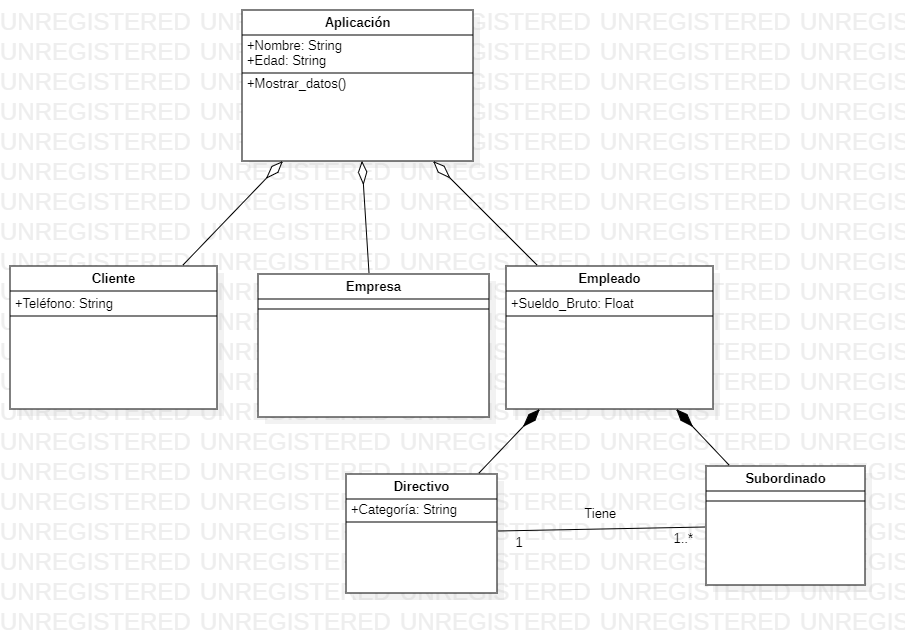 Aplicación
+Nombre: String
+Edad: String
+Mostrar_datos()
Cliente
+Teléfono: String
Empresa
Empleado
+Sueldo_Bruto: Float
Directivo
+Categoría: String
Tiene
1
1..*
Subordinado
UNREGISTERED